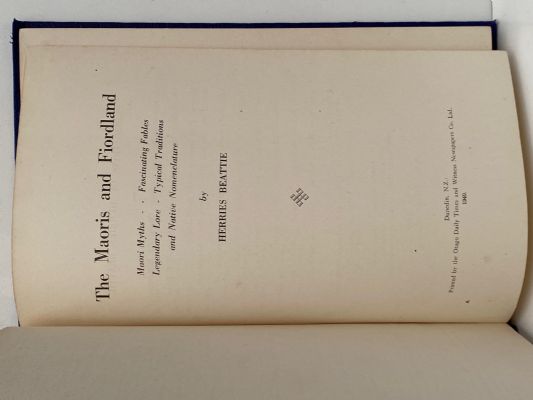 The Maoris and Fiordland
Maori Myths - - Fascinating Fables
Legendary Lore - Typical Traditions
and Native Nomenclature
by
HERRIES BEATTIE
Dunedin, N.Z.:
Printed by the Otago Daily Times and Witness Newspapers Co. Ltd.
1949.